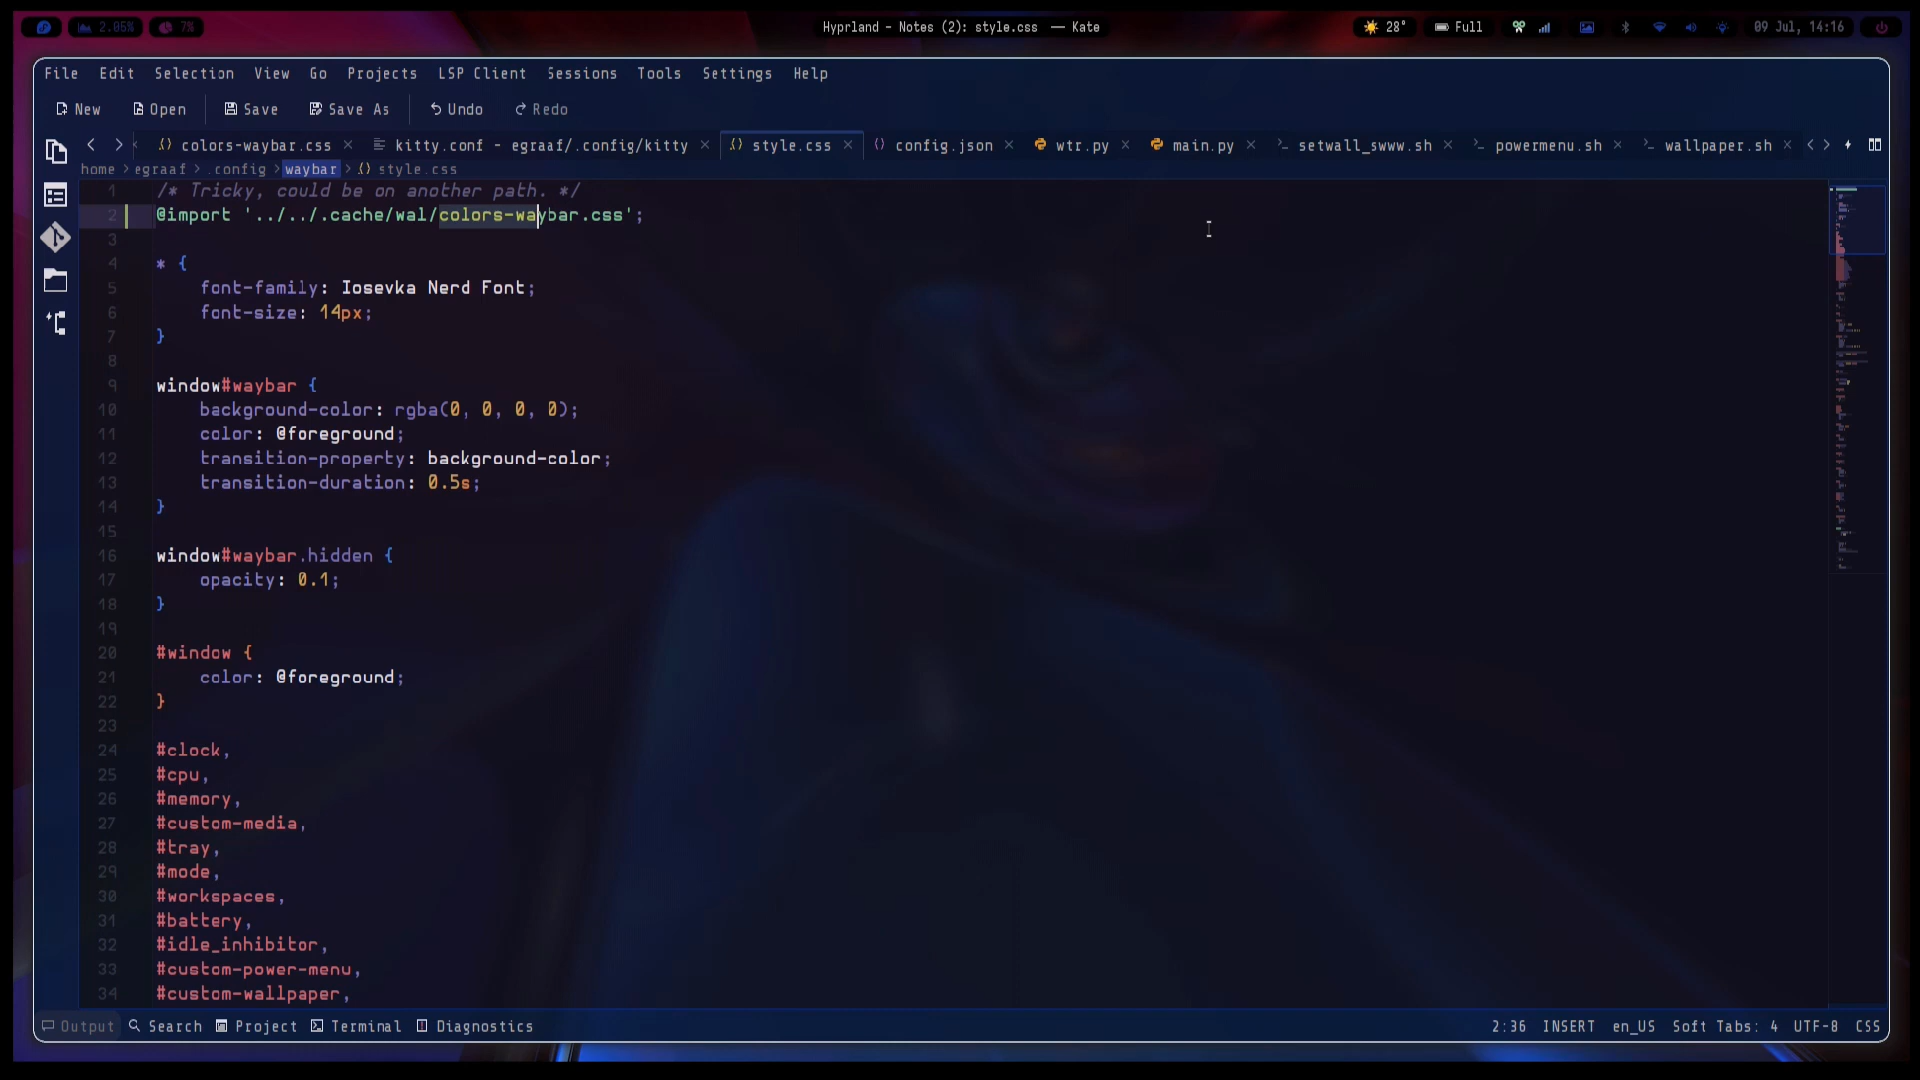 2.05% 7% Hyprland - Notes (2): style.css — Kate 28° Full 09 Jul, 14:16
File Edit Selection View Go Projects LSP Client Sessions Tools Settings Help
New Open Save Save As Undo Redo
colors-waybar.css kitty.conf - egraaf/.config/kitty style.css config.json wtr.py main.py setwall_swww.sh powermenu.sh wallpaper.sh
home > egraaf > .config > waybar > {} style.css
1 /* Tricky, could be on another path. */
2 @import '../../.cache/wal/colors-waybar.css';
3
4 * {
5 font-family: Iosevka Nerd Font;
6 font-size: 14px;
7 }
8
9 window#waybar {
10 background-color: rgba(0, 0, 0, 0);
11 color: @foreground;
12 transition-property: background-color;
13 transition-duration: 0.5s;
14 }
15
16 window#waybar.hidden {
17 opacity: 0.1;
18 }
19
20 #window {
21 color: @foreground;
22 }
23
24 #clock,
25 #cpu,
26 #memory,
27 #custom-media,
28 #tray,
29 #mode,
30 #workspaces,
31 #battery,
32 #idle_inhibitor,
33 #custom-power-menu,
34 #custom-wallpaper,
Output Search Project Terminal Diagnostics 2:36 INSERT en_US Soft Tabs: 4 UTF-8 CSS